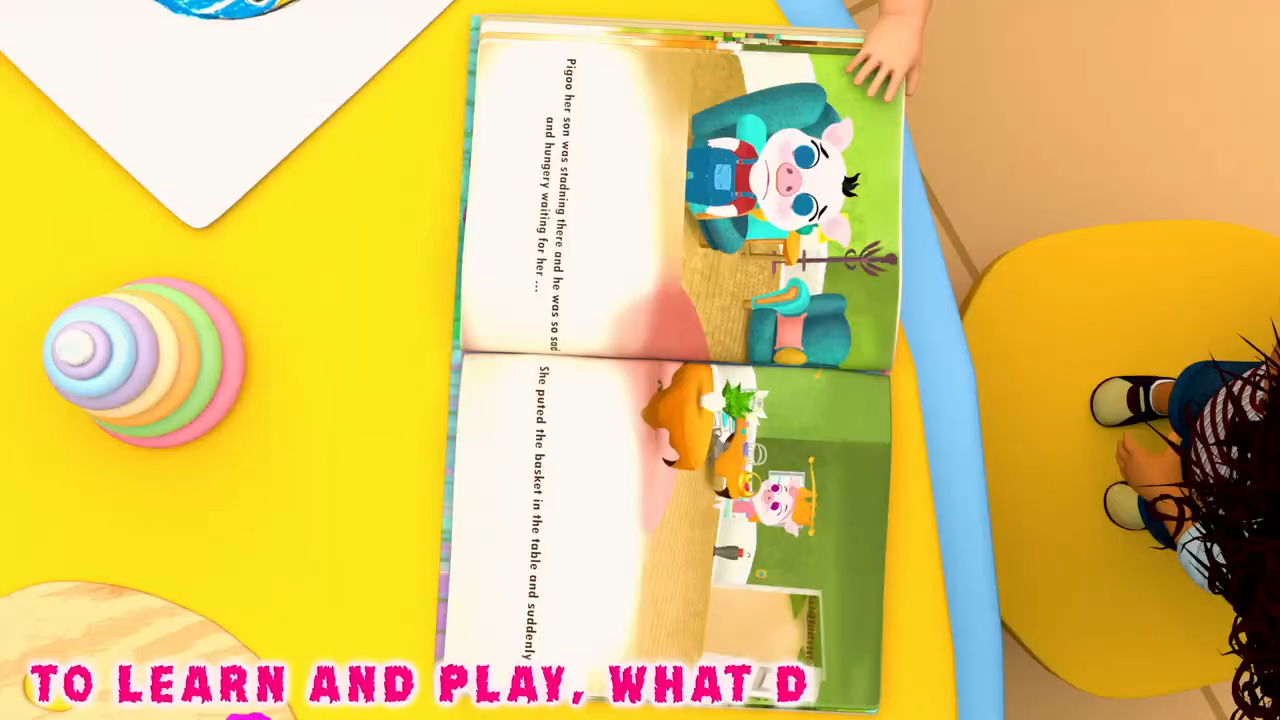 Pigoo her son was stadning there and he was so sad
and hungery waiting for her ...
She puted the basket in the table and suddenly
TO LEARN AND PLAY, WHAT D